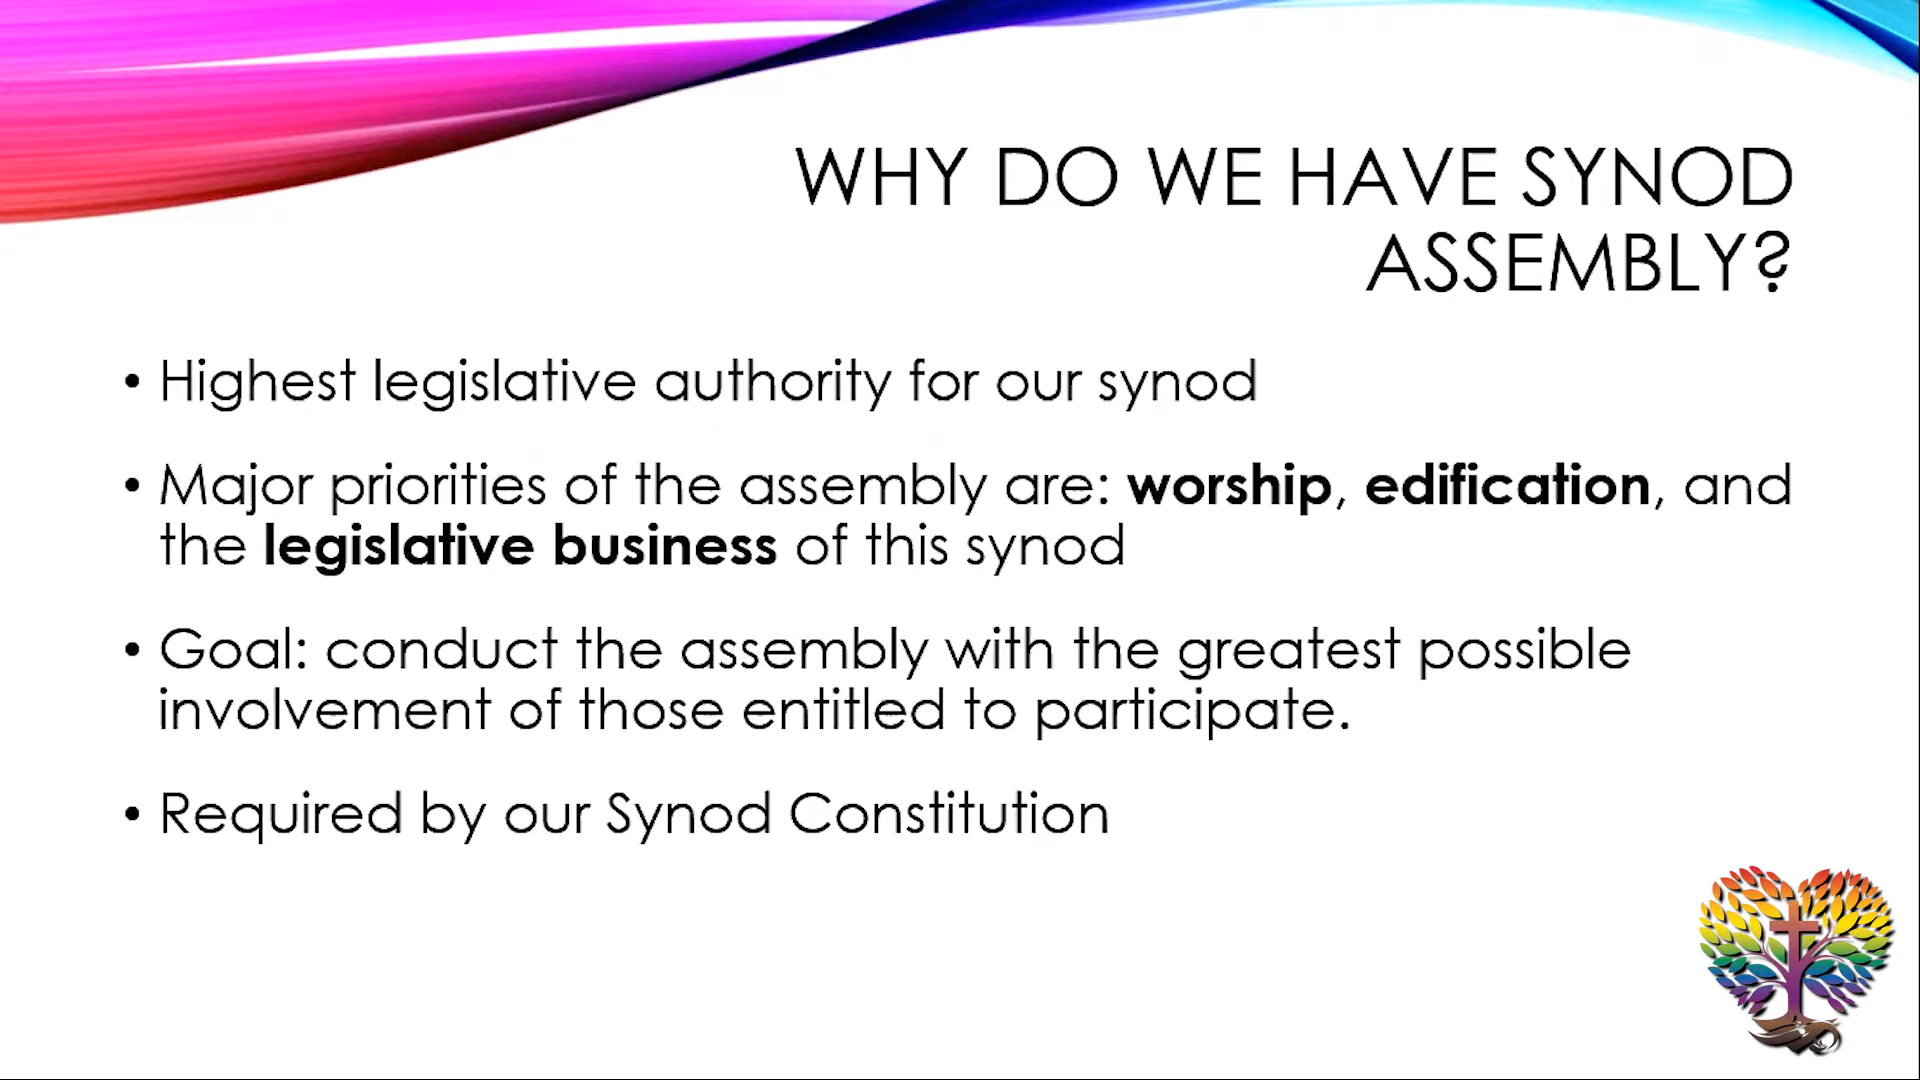 WHY DO WE HAVE SYNOD
ASSEMBLY?
• Highest legislative authority for our synod
• Major priorities of the assembly are: worship, edification, and
the legislative business of this synod
• Goal: conduct the assembly with the greatest possible
involvement of those entitled to participate.
• Required by our Synod Constitution